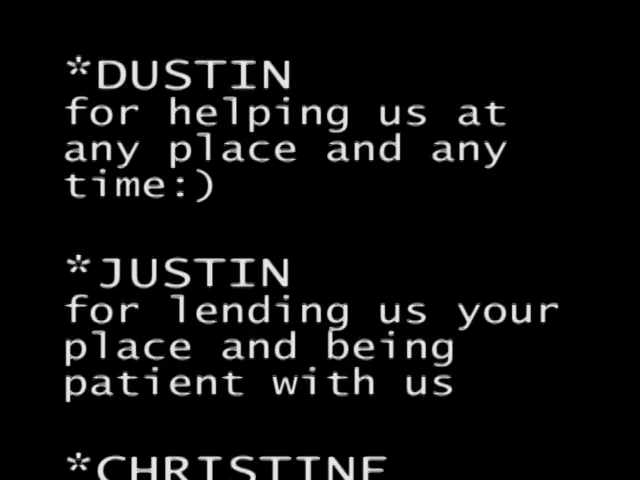 *DUSTIN
for helping us at
any place and any
time:)
*JUSTIN
for lending us your
place and being
patient with us
*CHRISTINE